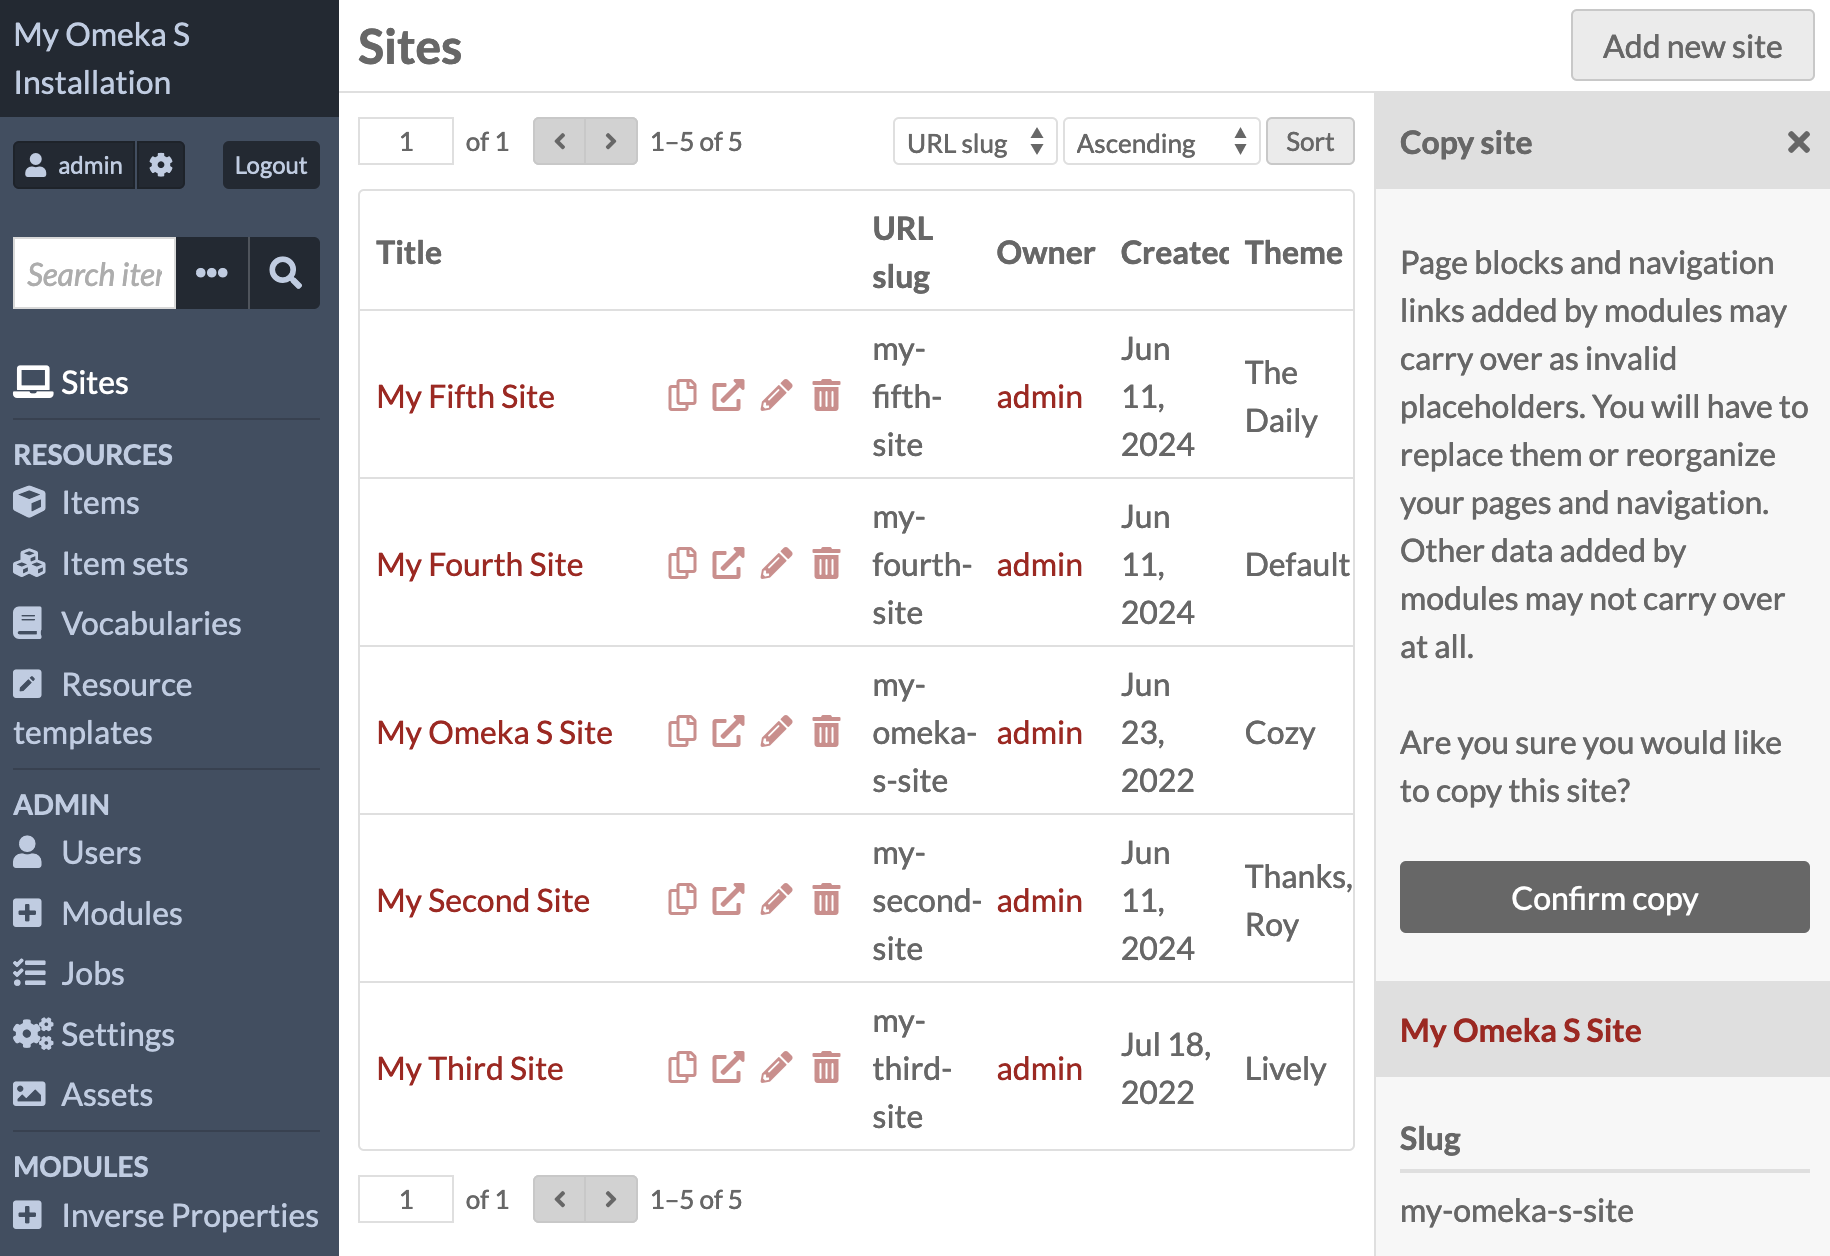 My Omeka S
Installation
admin
Logout
Search
Sites
RESOURCES
Items
Item sets
Vocabularies
Resource
templates
ADMIN
Users
Modules
Jobs
Settings
Assets
MODULES
Inverse Properties
Sites
Add new site
1 of 1 1–5 of 5 URL slug Ascending Sort
Title URL slug Owner Created Theme
My Fifth Site my-fifth-site admin Jun 11, 2024 The Daily
My Fourth Site my-fourth-site admin Jun 11, 2024 Default
My Omeka S Site my-omeka-s-site admin Jun 23, 2022 Cozy
My Second Site my-second-site admin Jun 11, 2024 Thanks, Roy
My Third Site my-third-site admin Jul 18, 2022 Lively
1 of 1 1–5 of 5
Copy site
Page blocks and navigation
links added by modules may
carry over as invalid
placeholders. You will have to
replace them or reorganize
your pages and navigation.
Other data added by
modules may not carry over
at all.
Are you sure you would like
to copy this site?
Confirm copy
My Omeka S Site
Slug
my-omeka-s-site